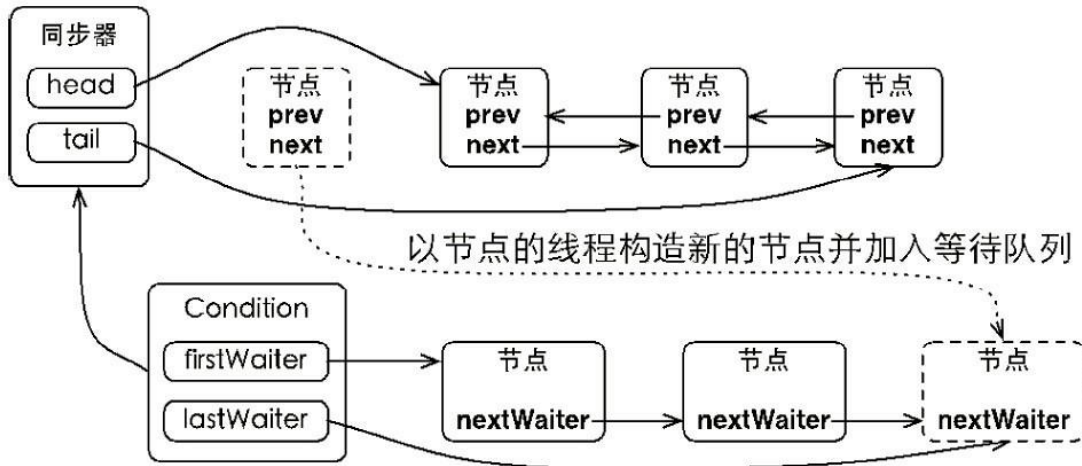 同步器
head
tail
节点
prev
next
节点
prev
next
节点
prev
next
节点
prev
next
以节点的线程构造新的节点并加入等待队列
Condition
firstWaiter
lastWaiter
节点
nextWaiter
节点
nextWaiter
节点
nextWaiter